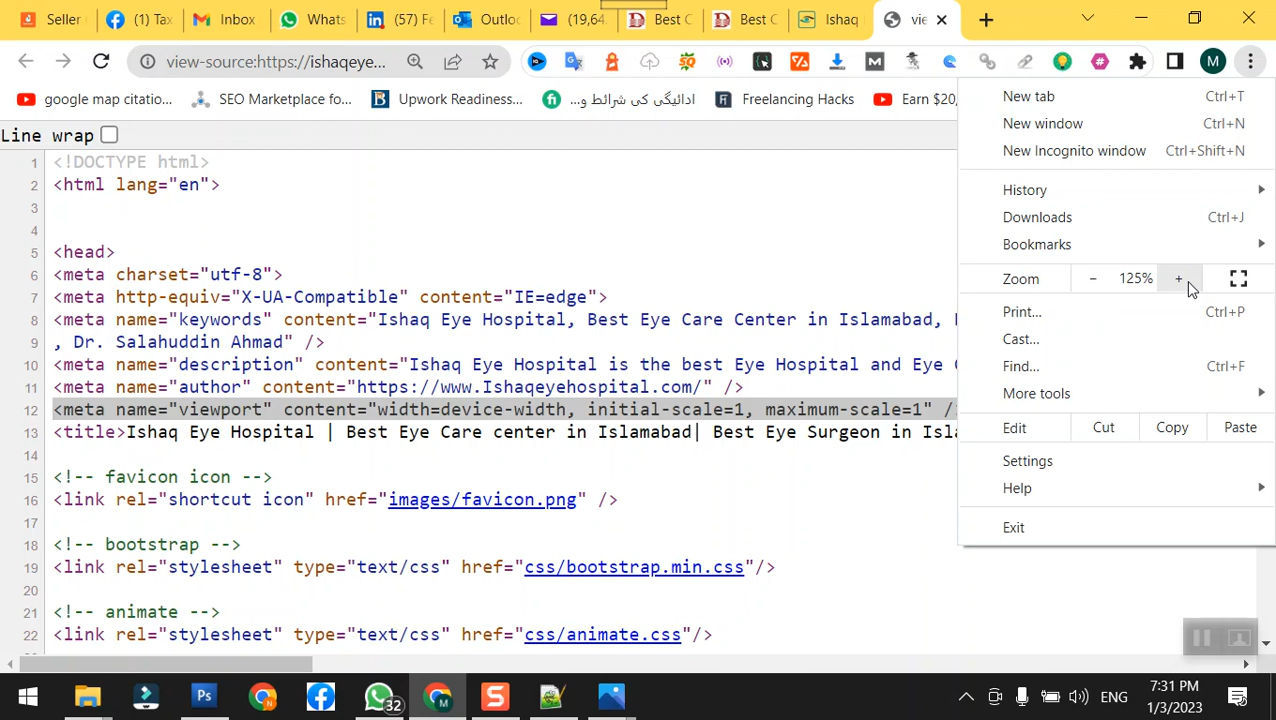 Seller
(1) Tax
Inbox
Whats
(57) Fe
Outloo
(19,64
Best C
Best C
Ishaq
vie
view-source:https://ishaqeye...
M
google map citatio...
SEO Marketplace fo...
Upwork Readiness...
ادائیگی کی شرائط و...
Freelancing Hacks
Earn $20,
Line wrap
1 <!DOCTYPE html>
2 <html lang="en">
3
4
5 <head>
6 <meta charset="utf-8">
7 <meta http-equiv="X-UA-Compatible" content="IE=edge">
8 <meta name="keywords" content="Ishaq Eye Hospital, Best Eye Care Center in Islamabad,
9 , Dr. Salahuddin Ahmad" />
10 <meta name="description" content="Ishaq Eye Hospital is the best Eye Hospital and Eye C
11 <meta name="author" content="https://www.Ishaqeyehospital.com/" />
12 <meta name="viewport" content="width=device-width, initial-scale=1, maximum-scale=1" /
13 <title>Ishaq Eye Hospital | Best Eye Care center in Islamabad| Best Eye Surgeon in Isla
14
15 <!-- favicon icon -->
16 <link rel="shortcut icon" href="images/favicon.png" />
17
18 <!-- bootstrap -->
19 <link rel="stylesheet" type="text/css" href="css/bootstrap.min.css"/>
20
21 <!-- animate -->
22 <link rel="stylesheet" type="text/css" href="css/animate.css"/>
New tab Ctrl+T
New window Ctrl+N
New Incognito window Ctrl+Shift+N
History
Downloads Ctrl+J
Bookmarks
Zoom − 125% +
Print... Ctrl+P
Cast...
Find... Ctrl+F
More tools
Edit Cut Copy Paste
Settings
Help
Exit
32
M
ENG
7:31 PM
1/3/2023